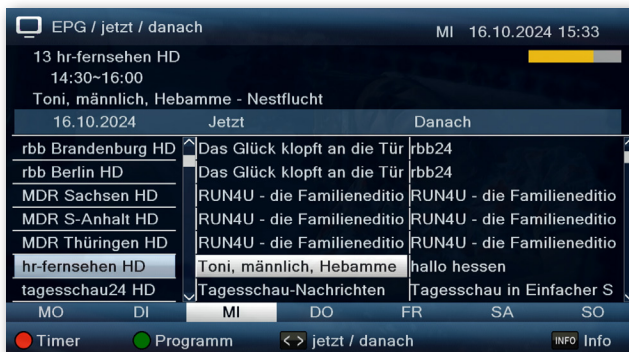 EPG / jetzt / danach MI 16.10.2024 15:33
13 hr-fernsehen HD
14:30~16:00
Toni, männlich, Hebamme - Nestflucht
16.10.2024 Jetzt Danach
rbb Brandenburg HD Das Glück klopft an die Tür rbb24
rbb Berlin HD Das Glück klopft an die Tür rbb24
MDR Sachsen HD RUN4U - die Familieneditio RUN4U - die Familieneditio
MDR S-Anhalt HD RUN4U - die Familieneditio RUN4U - die Familieneditio
MDR Thüringen HD RUN4U - die Familieneditio RUN4U - die Familieneditio
hr-fernsehen HD Toni, männlich, Hebamme hallo hessen
tagesschau24 HD Tagesschau-Nachrichten Tagesschau in Einfacher S
MO DI MI DO FR SA SO
Timer Programm < > jetzt / danach INFO Info